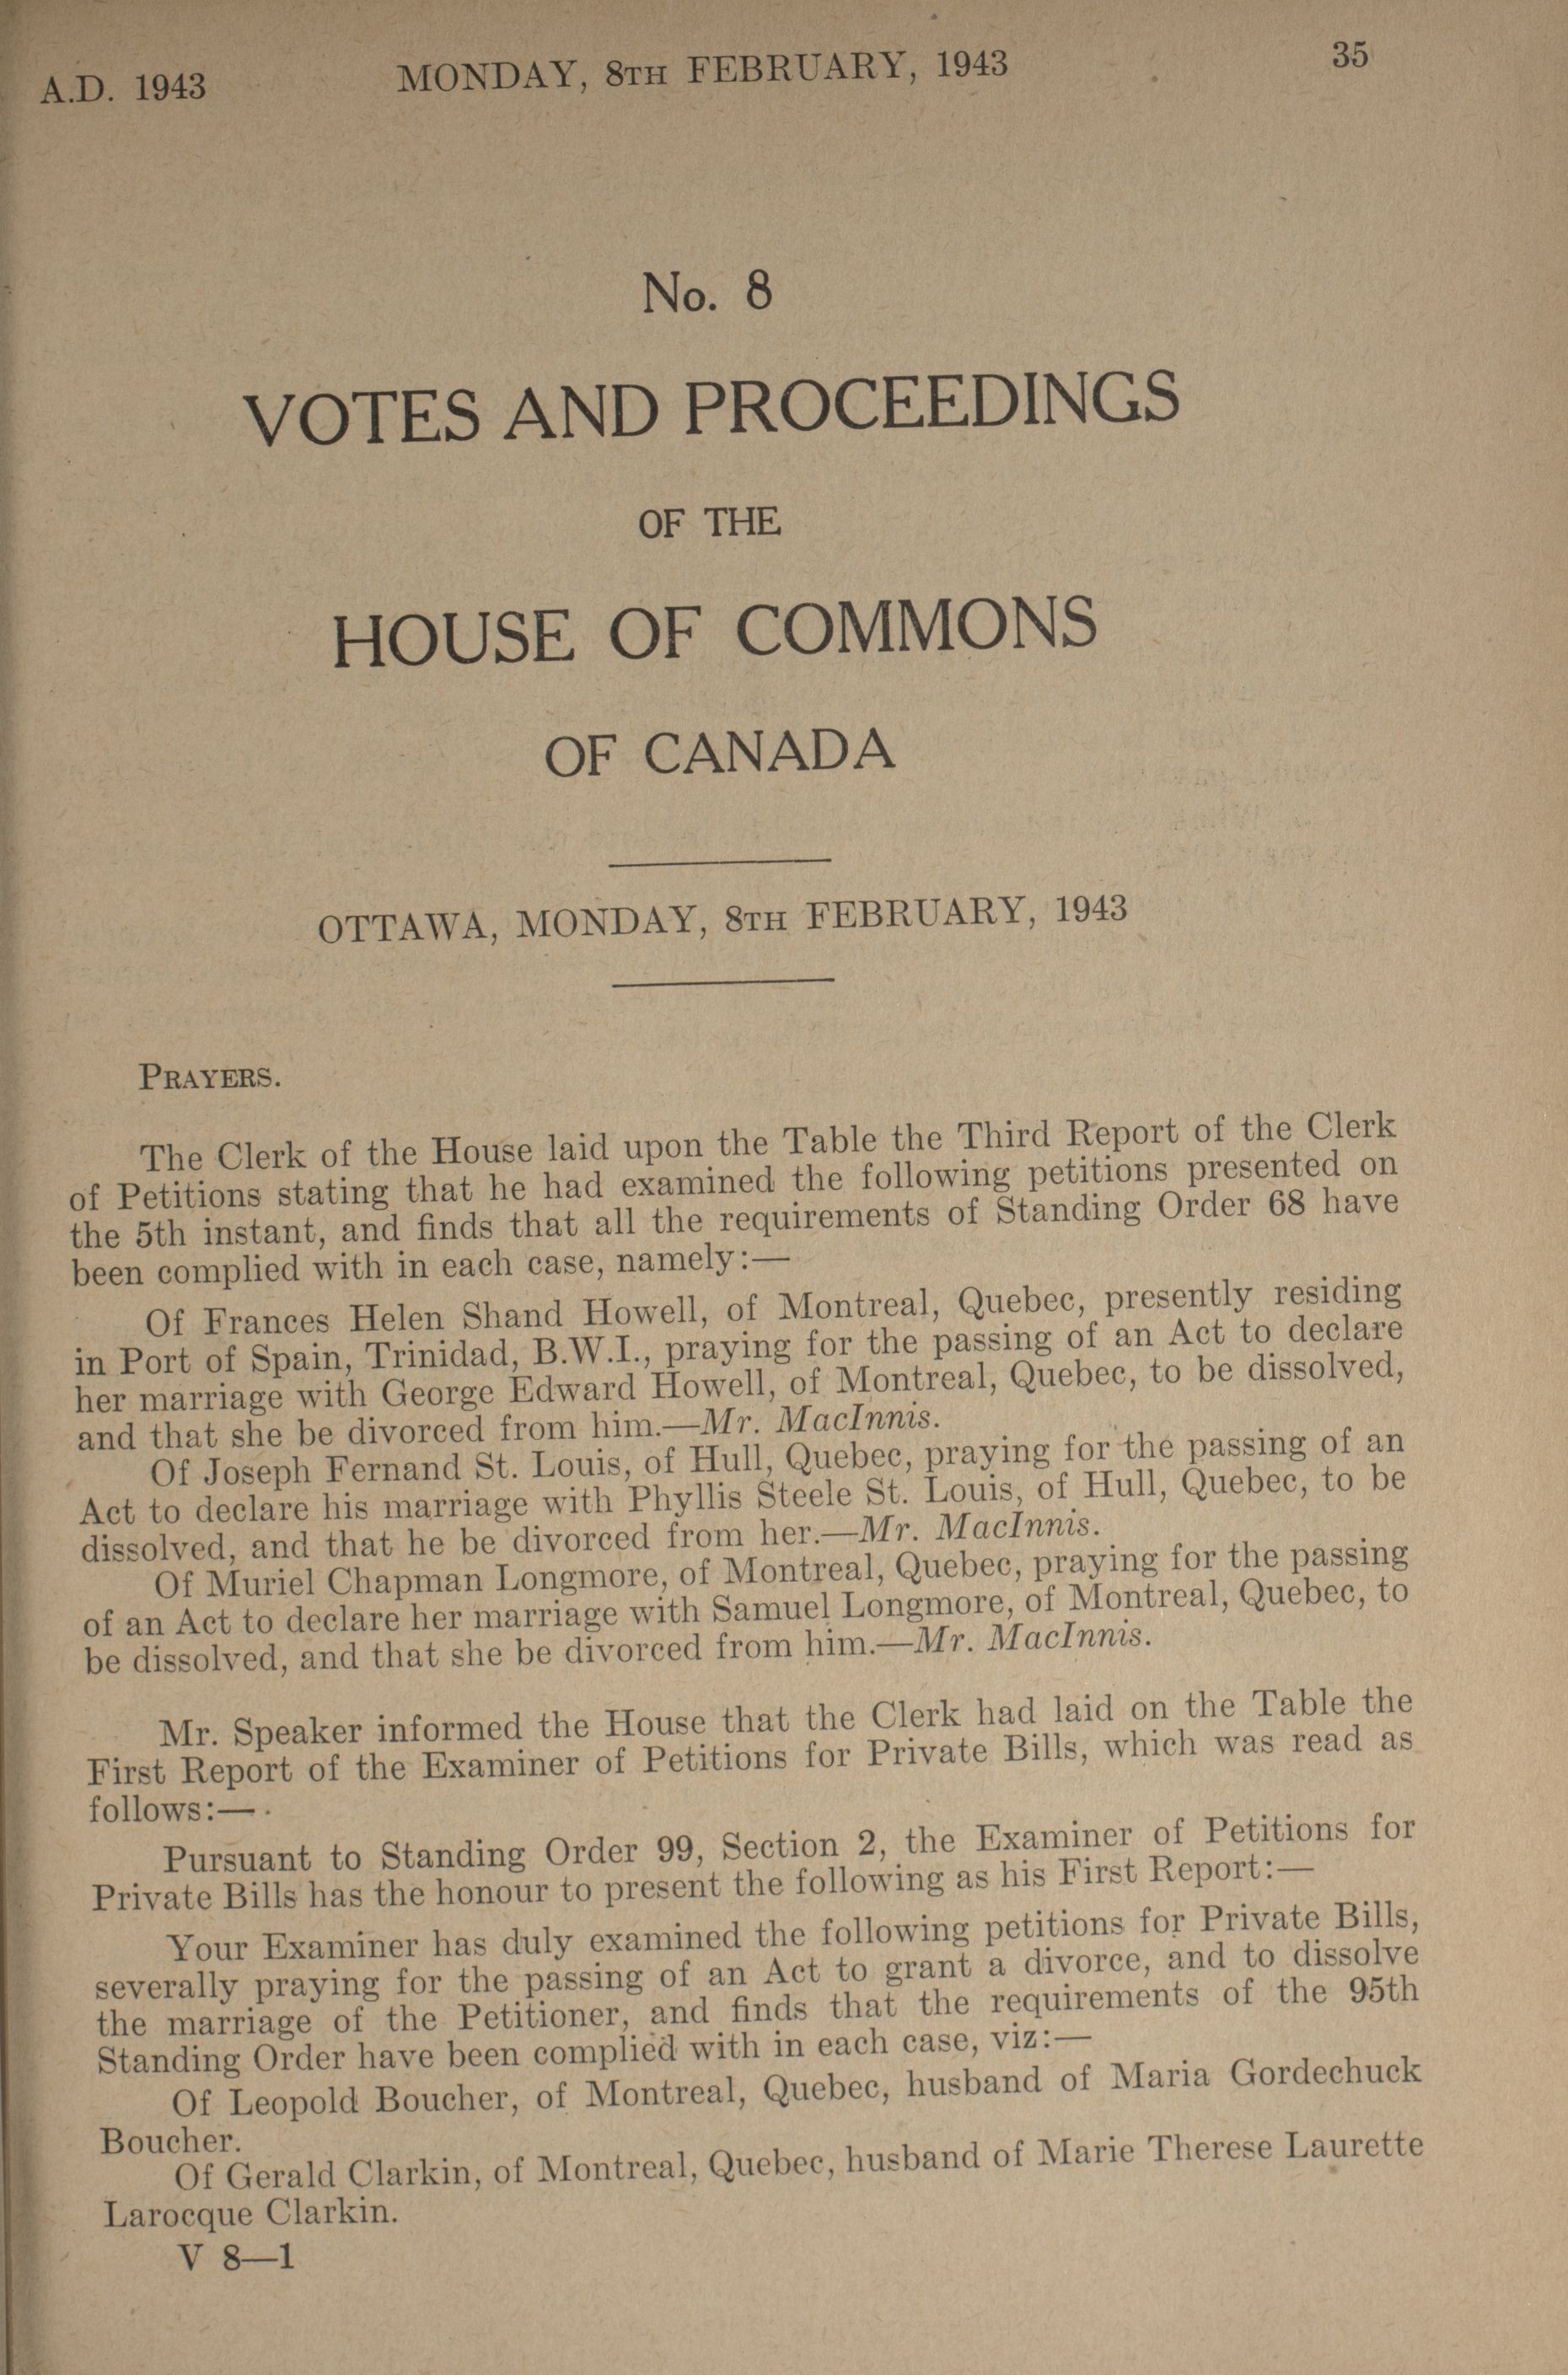 A.D. 1943 MONDAY, 8TH FEBRUARY, 1943 35
No. 8
VOTES AND PROCEEDINGS
OF THE
HOUSE OF COMMONS
OF CANADA
OTTAWA, MONDAY, 8TH FEBRUARY, 1943
PRAYERS.
The Clerk of the House laid upon the Table the Third Report of the Clerk
of Petitions stating that he had examined the following petitions presented on
the 5th instant, and finds that all the requirements of Standing Order 68 have
been complied with in each case, namely:—
Of Frances Helen Shand Howell, of Montreal, Quebec, presently residing
in Port of Spain, Trinidad, B.W.I., praying for the passing of an Act to declare
her marriage with George Edward Howell, of Montreal, Quebec, to be dissolved,
and that she be divorced from him.—Mr. MacInnis.
Of Joseph Fernand St. Louis, of Hull, Quebec, praying for the passing of an
Act to declare his marriage with Phyllis Steele St. Louis, of Hull, Quebec, to be
dissolved, and that he be divorced from her.—Mr. MacInnis.
Of Muriel Chapman Longmore, of Montreal, Quebec, praying for the passing
of an Act to declare her marriage with Samuel Longmore, of Montreal, Quebec, to
be dissolved, and that she be divorced from him.—Mr. MacInnis.
Mr. Speaker informed the House that the Clerk had laid on the Table the
First Report of the Examiner of Petitions for Private Bills, which was read as
follows:—
Pursuant to Standing Order 99, Section 2, the Examiner of Petitions for
Private Bills has the honour to present the following as his First Report:—
Your Examiner has duly examined the following petitions for Private Bills,
severally praying for the passing of an Act to grant a divorce, and to dissolve
the marriage of the Petitioner, and finds that the requirements of the 95th
Standing Order have been complied with in each case, viz:—
Of Leopold Boucher, of Montreal, Quebec, husband of Maria Gordechuck
Boucher.
Of Gerald Clarkin, of Montreal, Quebec, husband of Marie Therese Laurette
Larocque Clarkin.
V 8—1